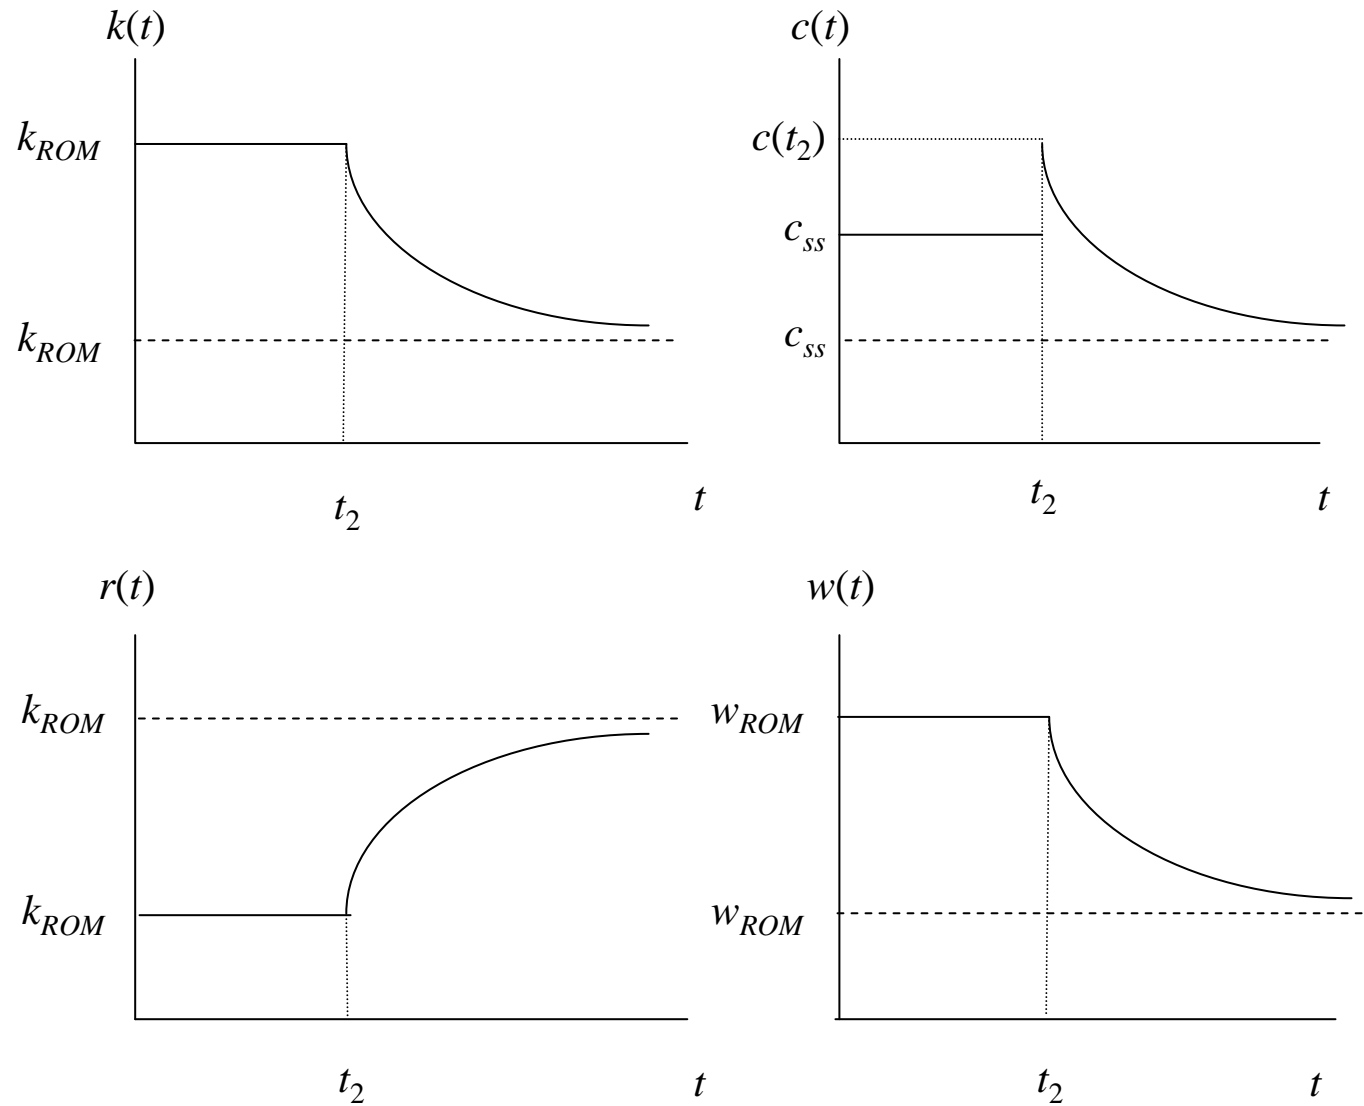 k(t)
k_ROM
k_ROM
t_2
t
c(t)
c(t_2)
c_ss
c_ss
t_2
t
r(t)
k_ROM
k_ROM
t_2
t
w(t)
w_ROM
w_ROM
t_2
t